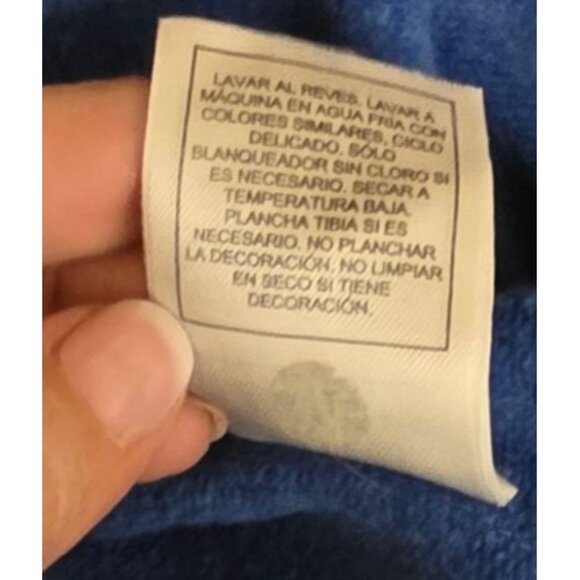 LAVAR AL REVES. LAVAR A
MÁQUINA EN AGUA FRÍA CON
COLORES SIMILARES, CICLO
DELICADO. SÓLO
BLANQUEADOR SIN CLORO SI
ES NECESARIO. SECAR A
TEMPERATURA BAJA.
PLANCHA TIBIA SI ES
NECESARIO. NO PLANCHAR
LA DECORACIÓN. NO LIMPIAR
EN SECO SI TIENE
DECORACIÓN.